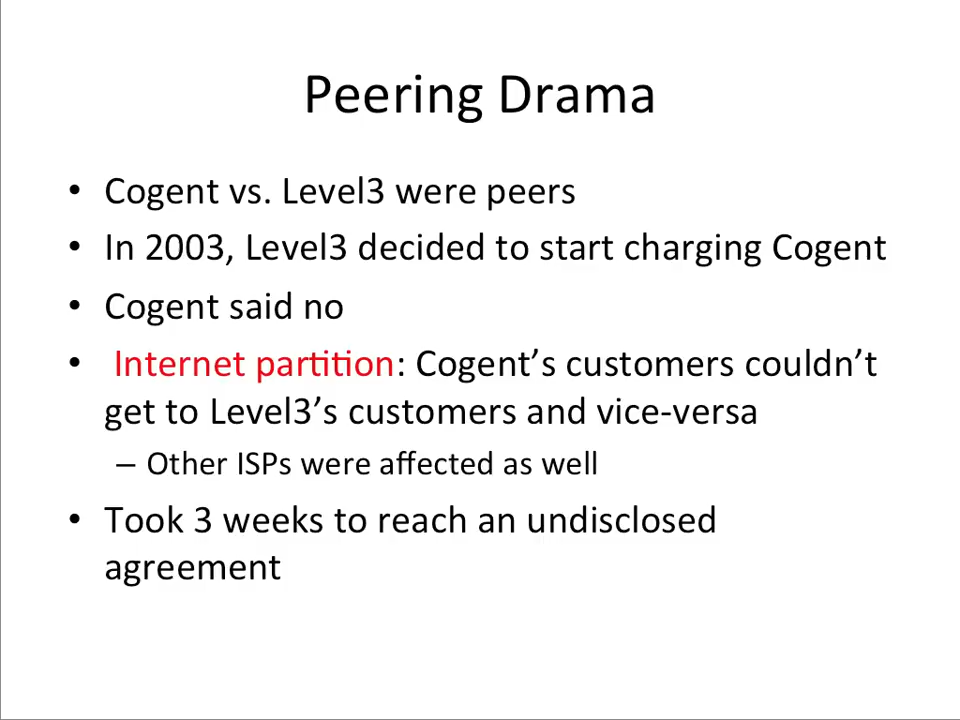 Peering Drama
• Cogent vs. Level3 were peers
• In 2003, Level3 decided to start charging Cogent
• Cogent said no
• Internet partition: Cogent’s customers couldn’t
get to Level3’s customers and vice-versa
– Other ISPs were affected as well
• Took 3 weeks to reach an undisclosed
agreement